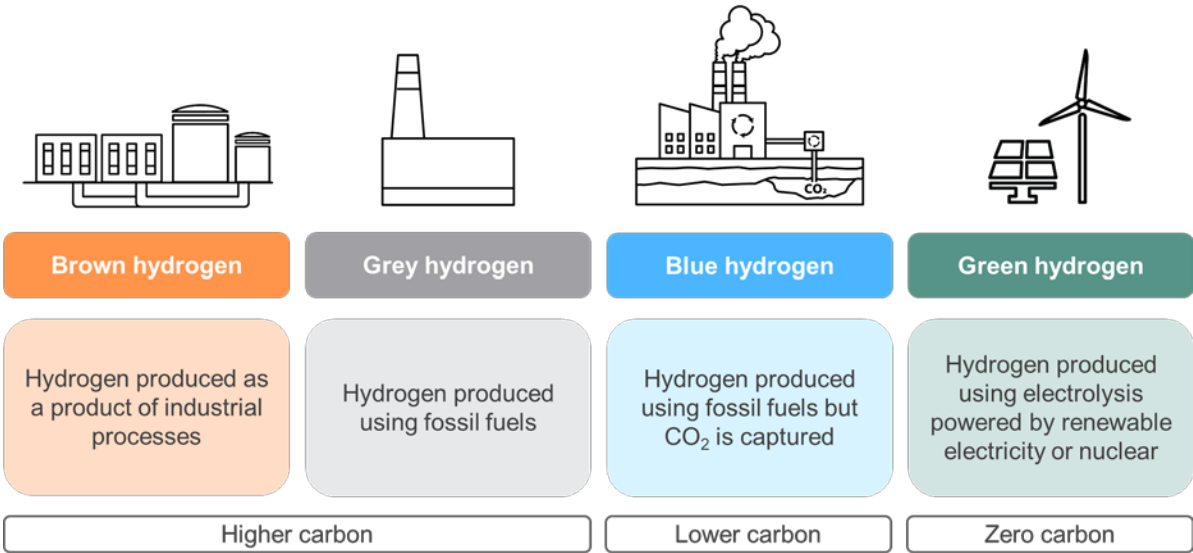 CO₂
Brown hydrogen
Grey hydrogen
Blue hydrogen
Green hydrogen
Hydrogen produced as
a product of industrial
processes
Hydrogen produced
using fossil fuels
Hydrogen produced
using fossil fuels but
CO₂ is captured
Hydrogen produced
using electrolysis
powered by renewable
electricity or nuclear
Higher carbon
Lower carbon
Zero carbon